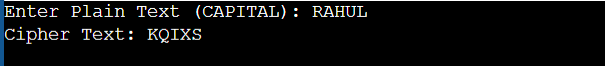 Enter Plain Text (CAPITAL): RAHUL
Cipher Text: KQIXS